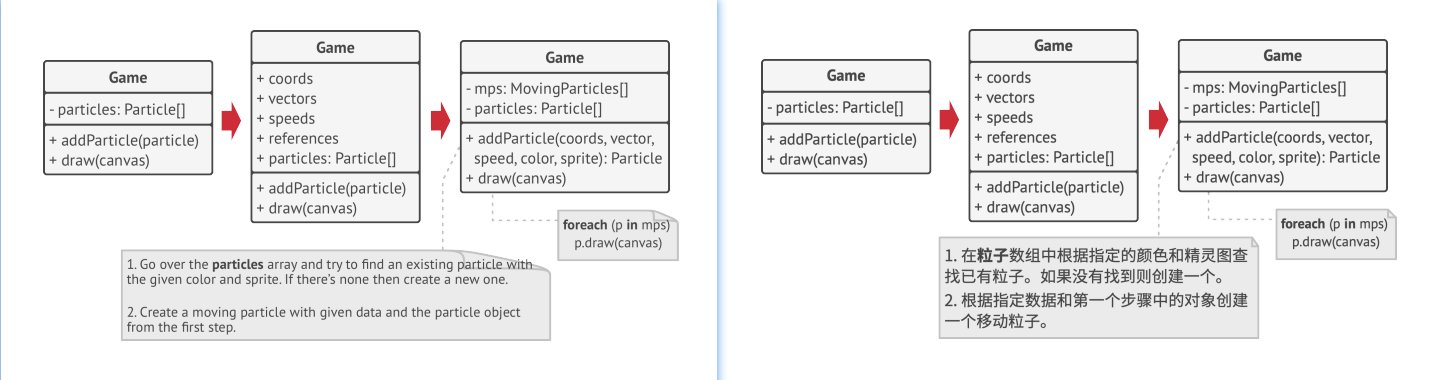 Game
- particles: Particle[]
+ addParticle(particle)
+ draw(canvas)
Game
+ coords
+ vectors
+ speeds
+ references
+ particles: Particle[]
+ addParticle(particle)
+ draw(canvas)
Game
- mps: MovingParticles[]
- particles: Particle[]
+ addParticle(coords, vector,
speed, color, sprite): Particle
+ draw(canvas)
foreach (p in mps)
p.draw(canvas)
1. Go over the particles array and try to find an existing particle with
the given color and sprite. If there's none then create a new one.
2. Create a moving particle with given data and the particle object
from the first step.
Game
- particles: Particle[]
+ addParticle(particle)
+ draw(canvas)
Game
+ coords
+ vectors
+ speeds
+ references
+ particles: Particle[]
+ addParticle(particle)
+ draw(canvas)
Game
- mps: MovingParticles[]
- particles: Particle[]
+ addParticle(coords, vector,
speed, color, sprite): Particle
+ draw(canvas)
foreach (p in mps)
p.draw(canvas)
1. 在粒子数组中根据指定的颜色和精灵图查
找已有粒子。如果没有找到则创建一个。
2. 根据指定数据和第一个步骤中的对象创建
一个移动粒子。